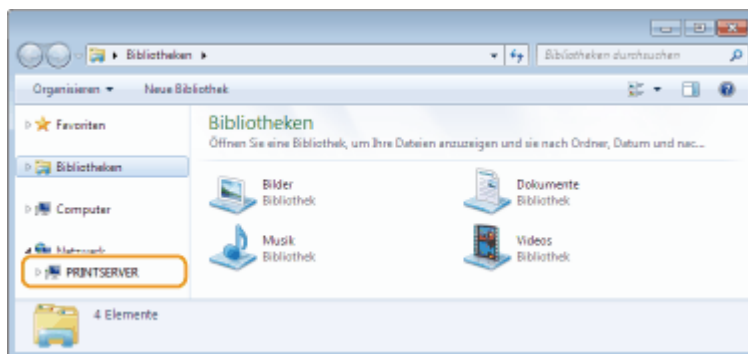 Bibliotheken
Bibliotheken durchsuchen
Organisieren
Neue Bibliothek
Favoriten
Bibliotheken
Computer
Netzwerk
PRINTSERVER
Bibliotheken
Öffnen Sie eine Bibliothek, um Ihre Dateien anzuzeigen und sie nach Ordner, Datum und nac...
Bilder
Bibliothek
Dokumente
Bibliothek
Musik
Bibliothek
Videos
Bibliothek
4 Elemente